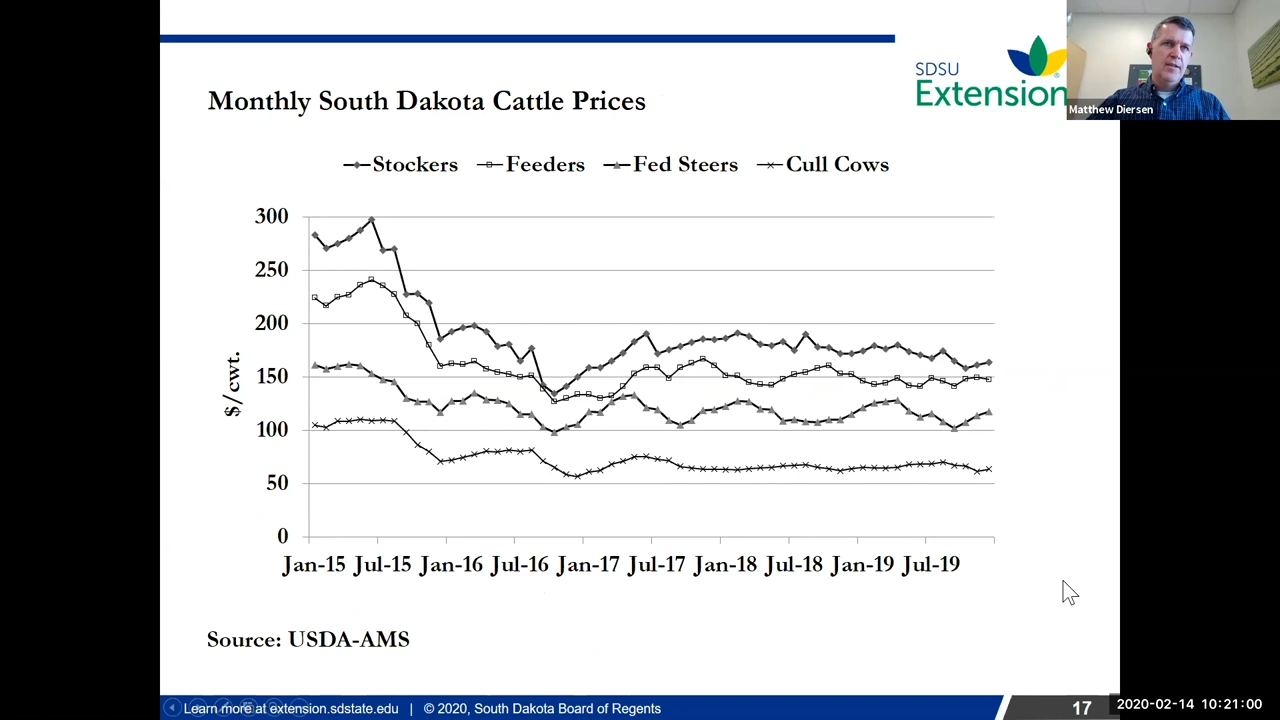 SDSU
Extension
Matthew Diersen
Monthly South Dakota Cattle Prices
Stockers Feeders Fed Steers Cull Cows
300
250
200
150
100
50
0
$/cwt.
Jan-15 Jul-15 Jan-16 Jul-16 Jan-17 Jul-17 Jan-18 Jul-18 Jan-19 Jul-19
Source: USDA-AMS
Learn more at extension.sdstate.edu | © 2020, South Dakota Board of Regents
17
2020-02-14 10:21:00